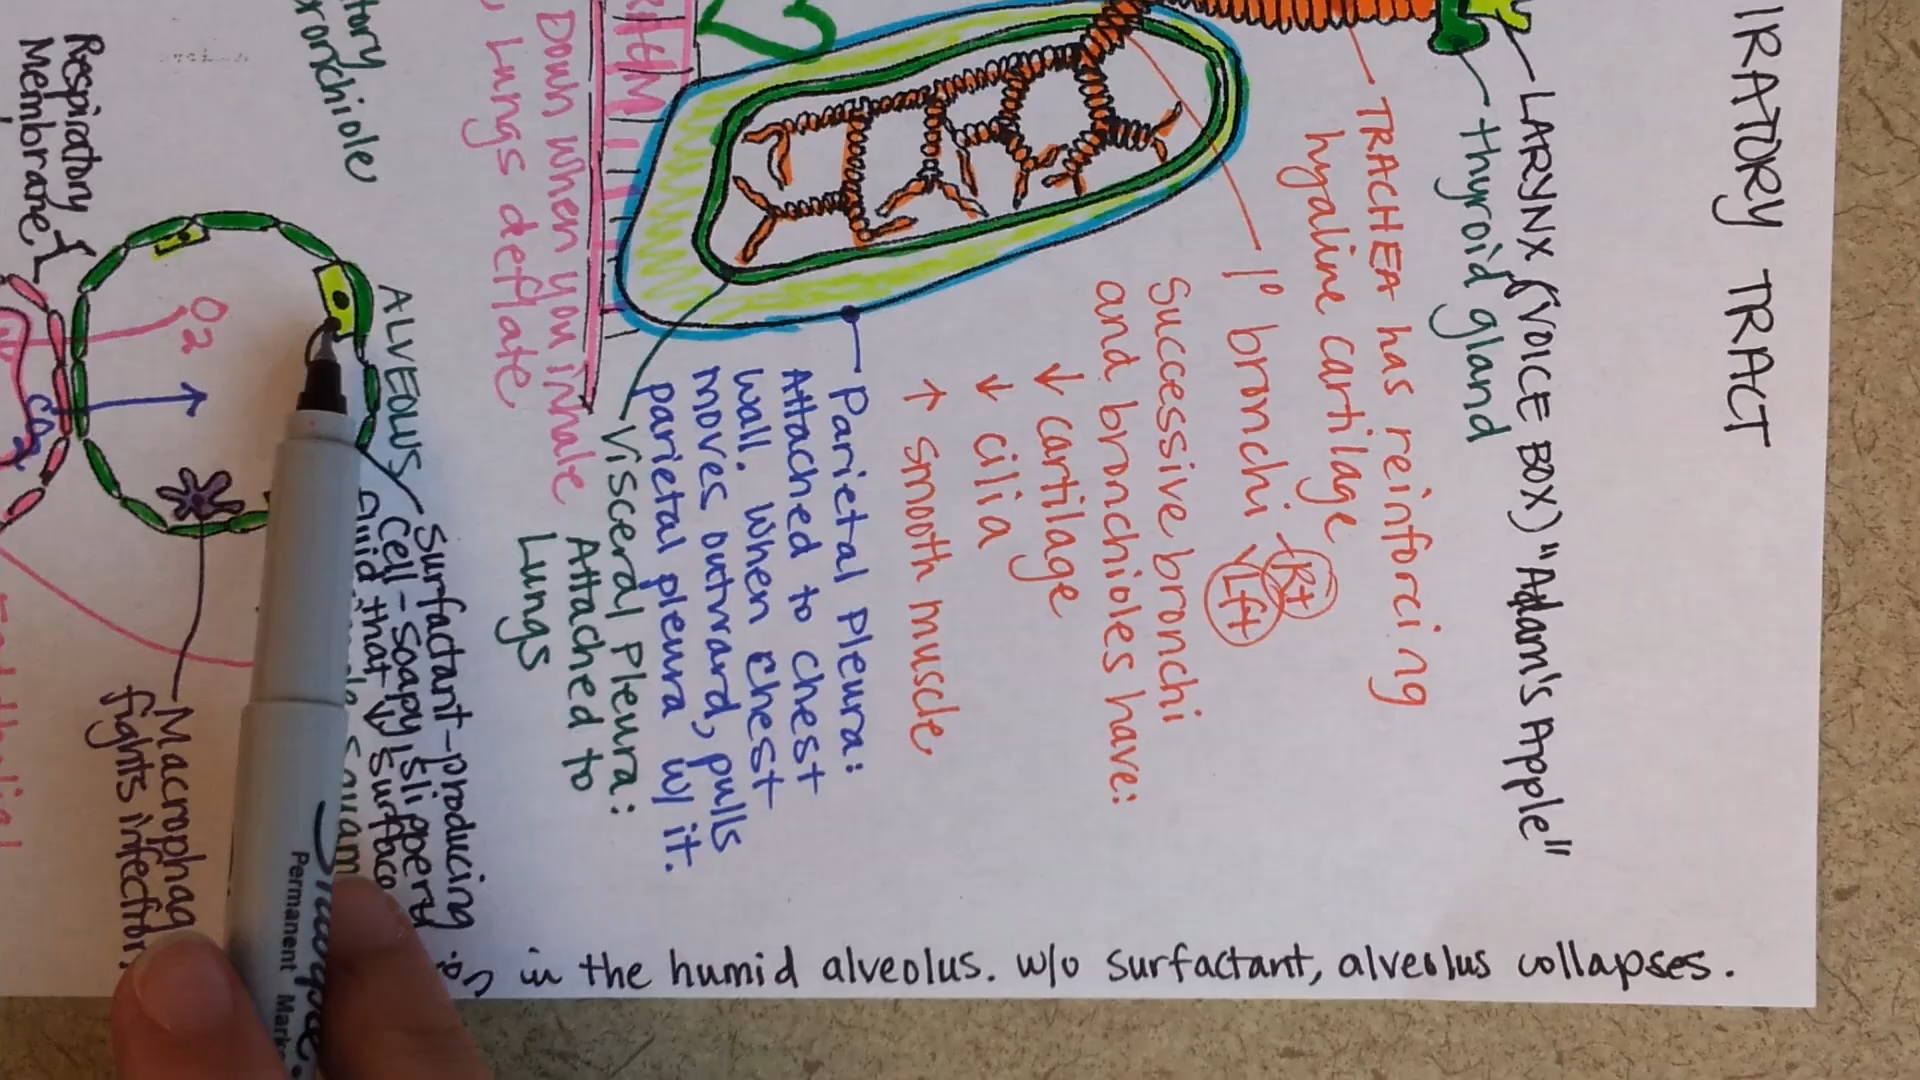 IRATORY TRACT
LARYNX (VOICE BOX) "Adam's Apple"
thyroid gland
TRACHEA has reinforcing
hyaline cartilage
1° bronchi
Rt
Lft
Successive bronchi
and bronchioles have:
↓ cartilage
↓ cilia
↑ smooth muscle
Parietal Pleura:
Attached to chest
wall. When chest
moves outward, pulls
parietal pleura w/ it.
Visceral Pleura:
Attached to
Lungs
Down when you inhale
, Lungs deflate
ALVEOLUS
Surfactant-producing
Cell - soapy, slippery
fluid that ↓ surface
in the humid alveolus. w/o surfactant, alveolus collapses.
squam
Macrophag
fights infection
Respiratory
Membrane
O2
CO2
Permanent Mark